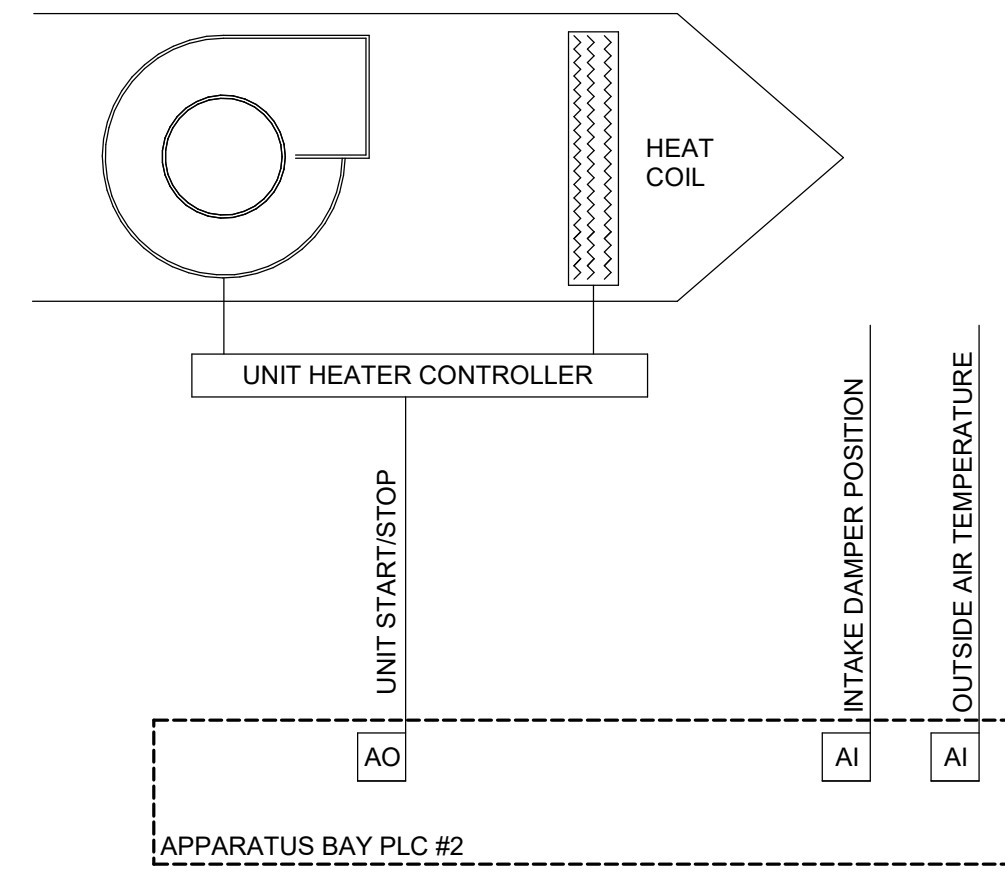 HEAT
COIL
UNIT HEATER CONTROLLER
UNIT START/STOP
INTAKE DAMPER POSITION
OUTSIDE AIR TEMPERATURE
AO
AI
AI
APPARATUS BAY PLC #2